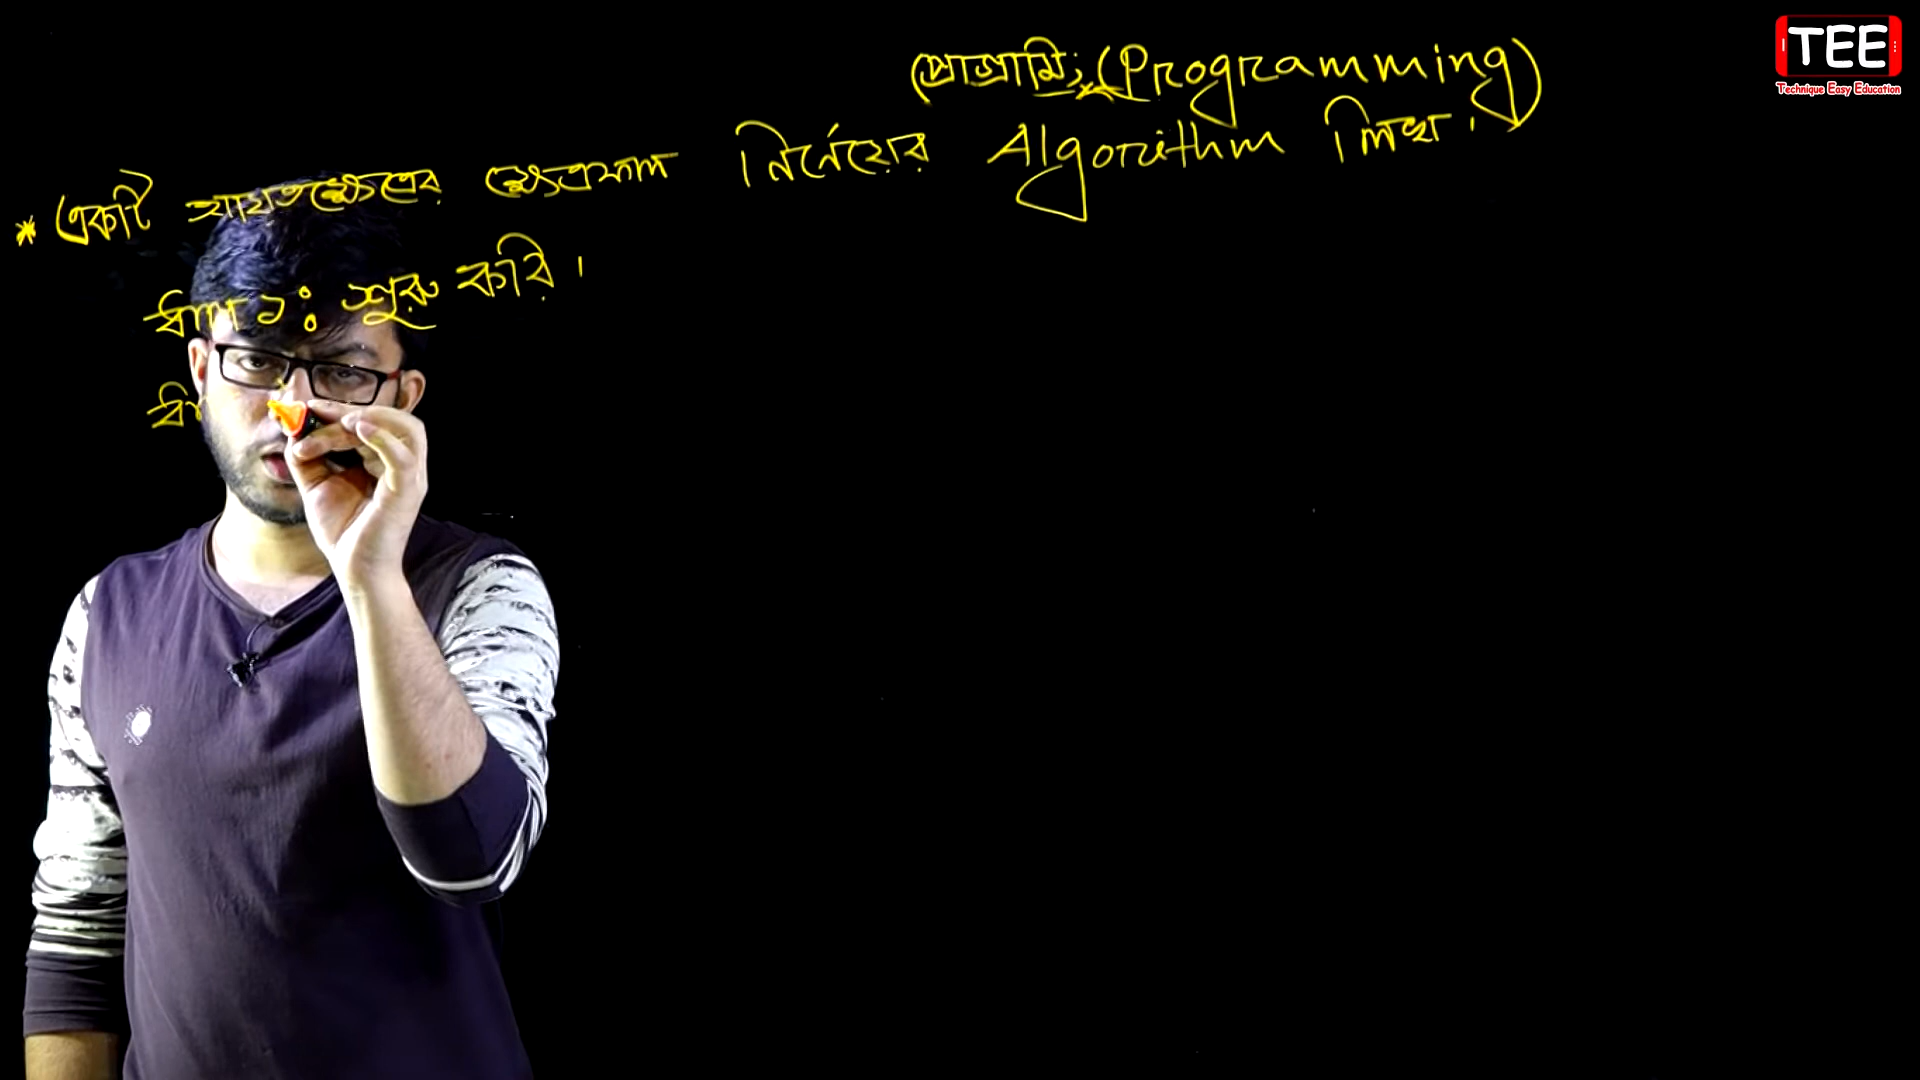 TEE
Technique Easy Education
প্রোগ্রামিং (Programming)
* একটি আয়তক্ষেত্রের ক্ষেত্রফল নির্ণয়ের Algorithm লিখ।
ধাপ ১ঃ শুরু করি।